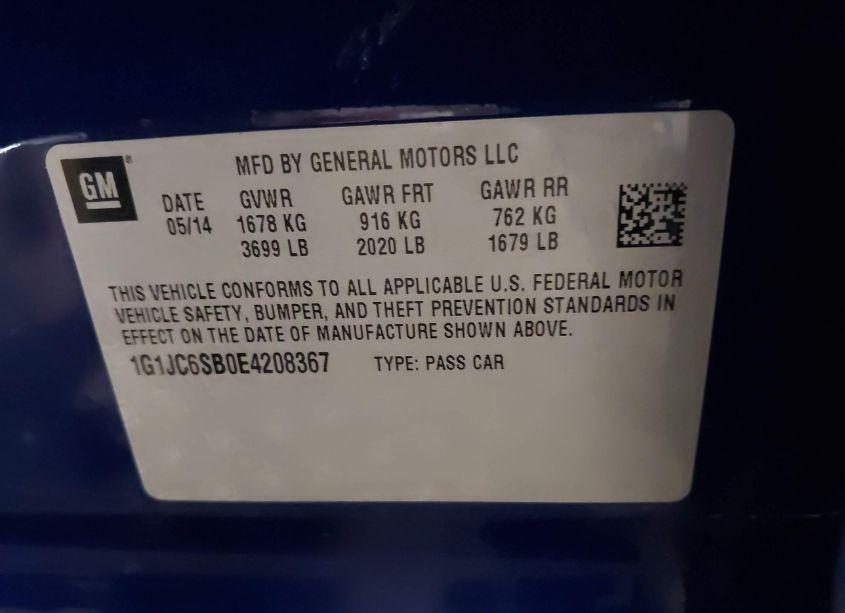 GM
MFD BY GENERAL MOTORS LLC
DATE GVWR GAWR FRT GAWR RR
05/14 1678 KG 916 KG 762 KG
3699 LB 2020 LB 1679 LB
THIS VEHICLE CONFORMS TO ALL APPLICABLE U.S. FEDERAL MOTOR
VEHICLE SAFETY, BUMPER, AND THEFT PREVENTION STANDARDS IN
EFFECT ON THE DATE OF MANUFACTURE SHOWN ABOVE.
1G1JC6SB0E4208367 TYPE: PASS CAR